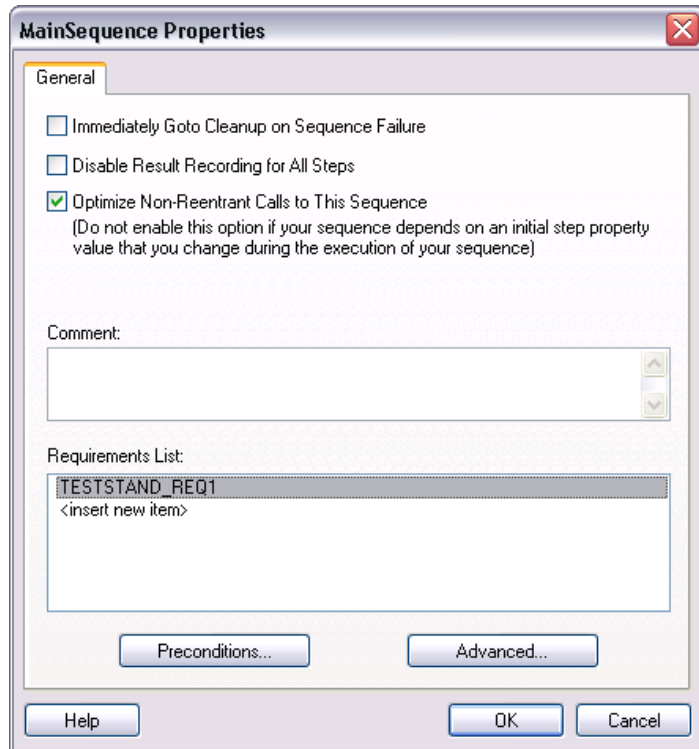 MainSequence Properties
General
Immediately Goto Cleanup on Sequence Failure
Disable Result Recording for All Steps
Optimize Non-Reentrant Calls to This Sequence
(Do not enable this option if your sequence depends on an initial step property
value that you change during the execution of your sequence)
Comment:
Requirements List:
TESTSTAND_REQ1
<insert new item>
Preconditions...
Advanced...
Help
OK
Cancel